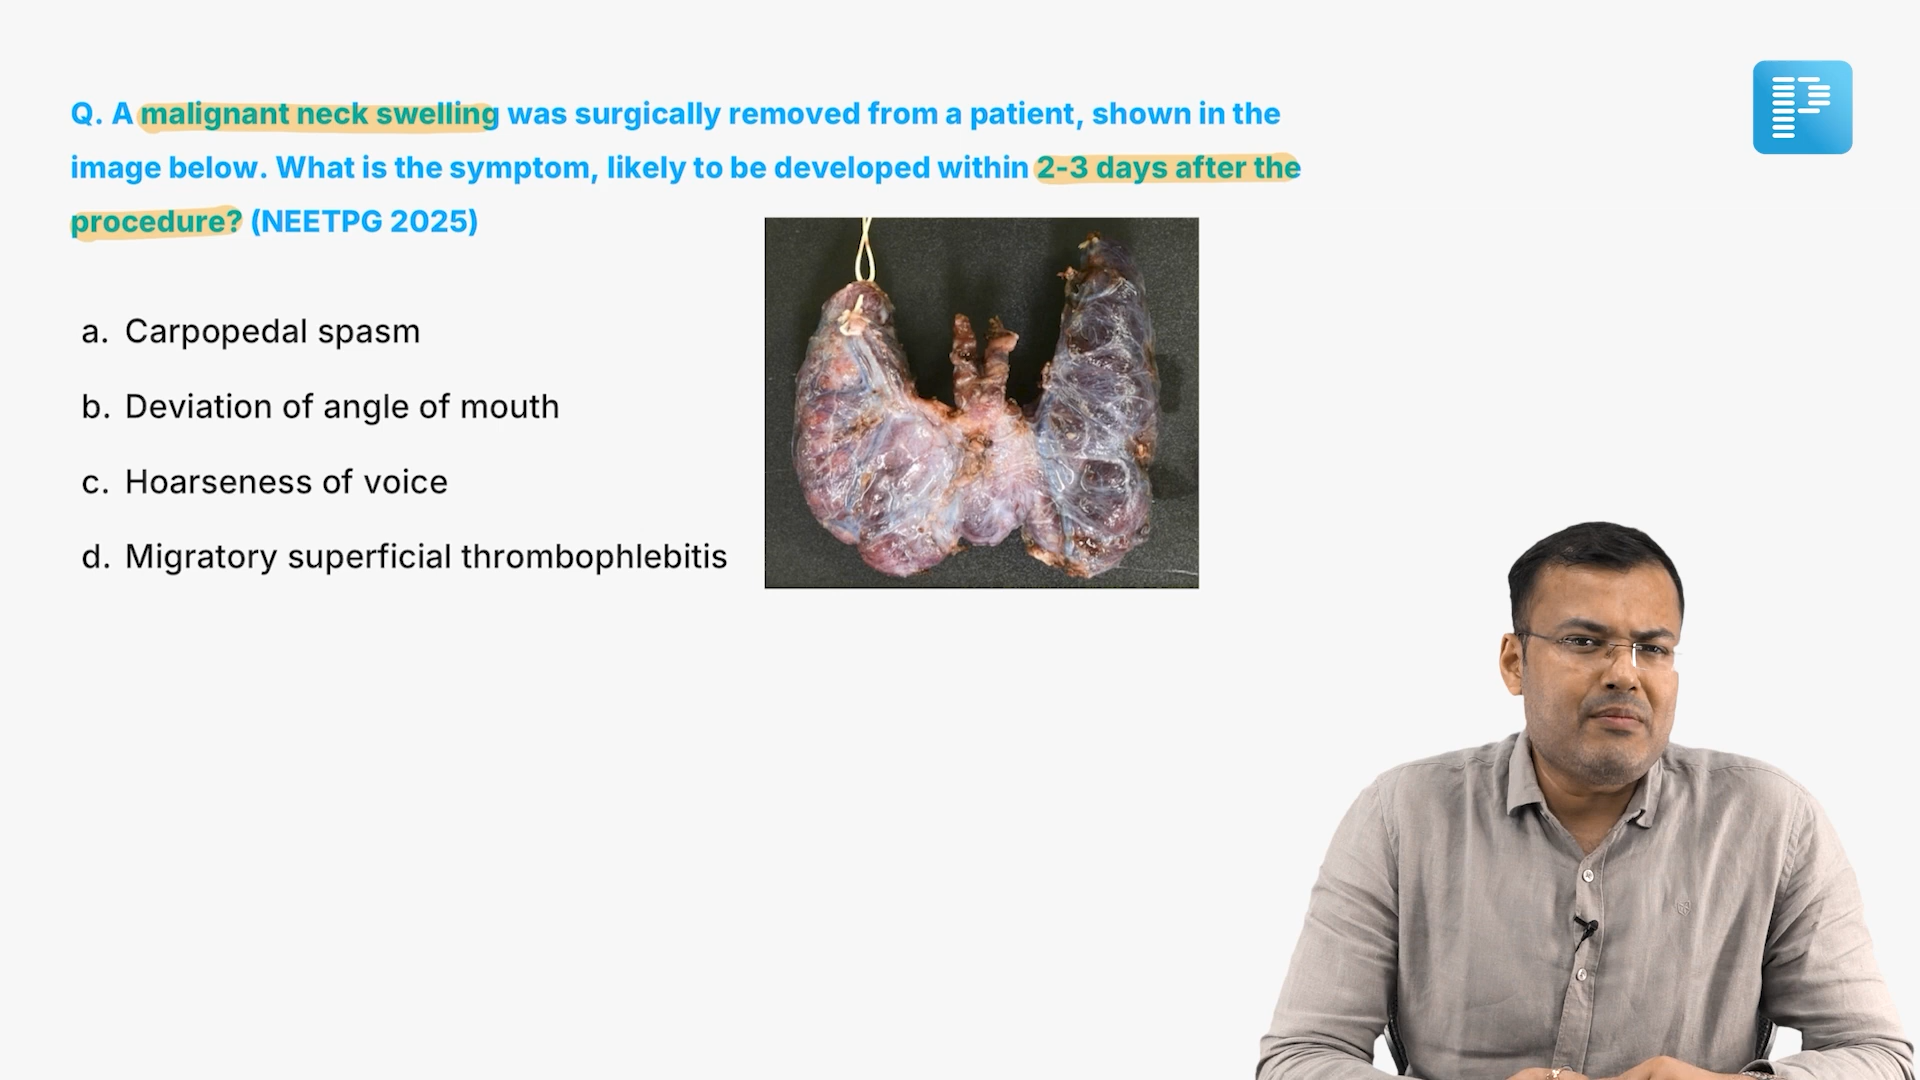 Q. A malignant neck swelling was surgically removed from a patient, shown in the
image below. What is the symptom, likely to be developed within 2-3 days after the
procedure? (NEETPG 2025)
a. Carpopedal spasm
b. Deviation of angle of mouth
c. Hoarseness of voice
d. Migratory superficial thrombophlebitis